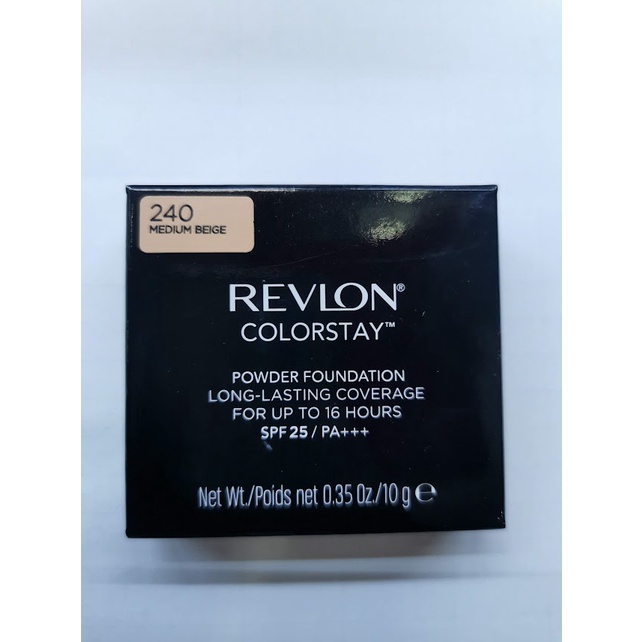 240
MEDIUM BEIGE
REVLON®
COLORSTAY™
POWDER FOUNDATION
LONG-LASTING COVERAGE
FOR UP TO 16 HOURS
SPF 25 / PA+++
Net Wt./Poids net 0.35 Oz./10 g ℮